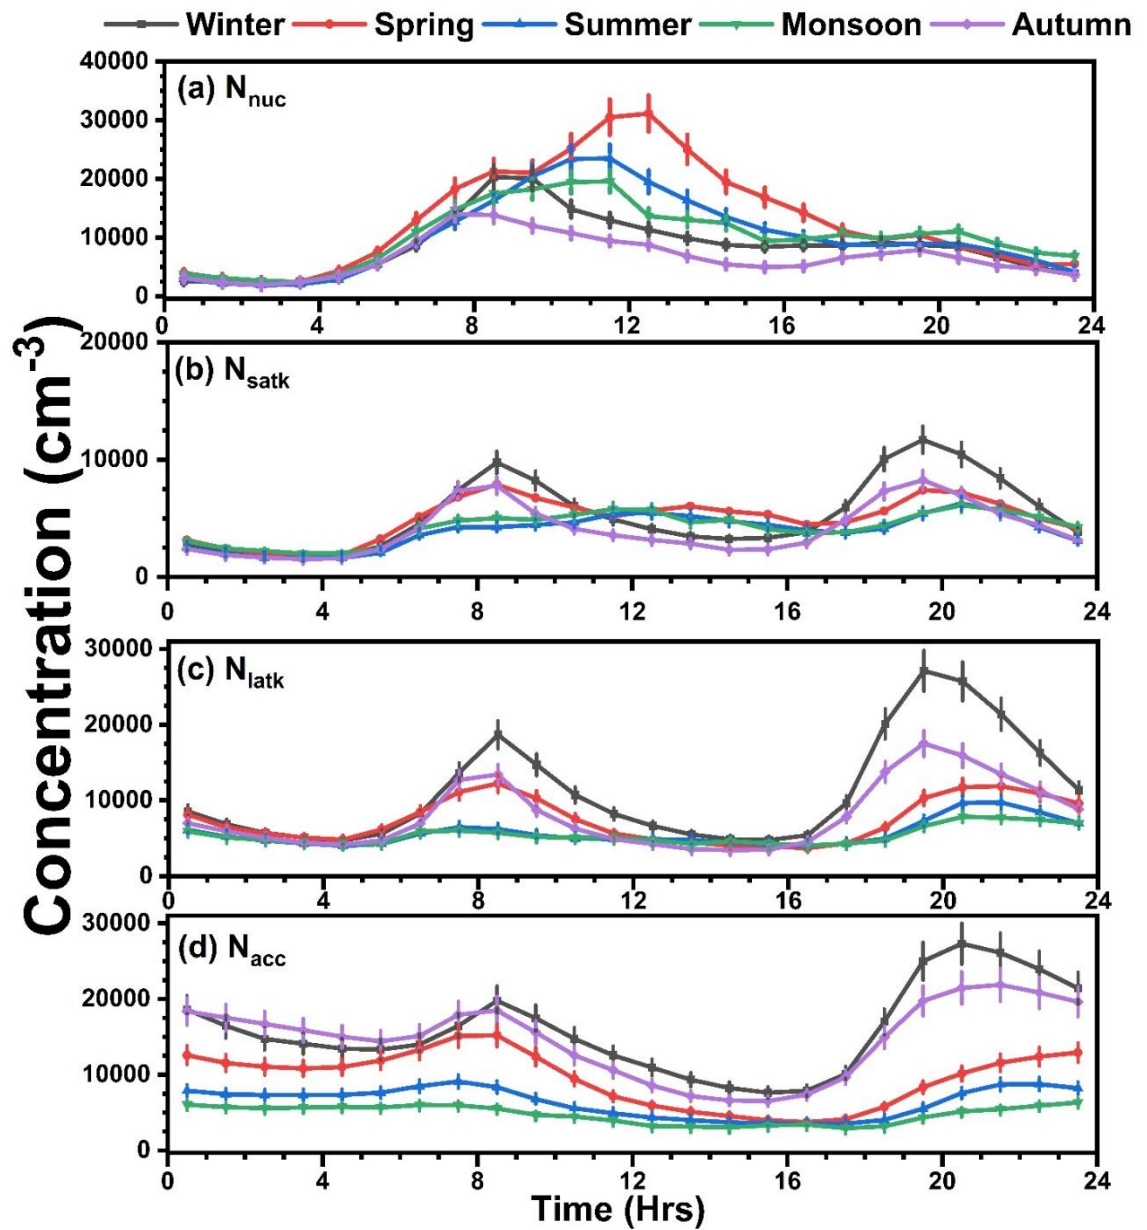 Winter Spring Summer Monsoon Autumn
(a) Nnuc
40000
30000
20000
10000
0
0 4 8 12 16 20 24
(b) Nsatk
20000
10000
0
0 4 8 12 16 20 24
(c) Nlatk
30000
20000
10000
0
0 4 8 12 16 20 24
(d) Nacc
30000
20000
10000
0
0 4 8 12 16 20 24
Time (Hrs)
Concentration (cm-3)